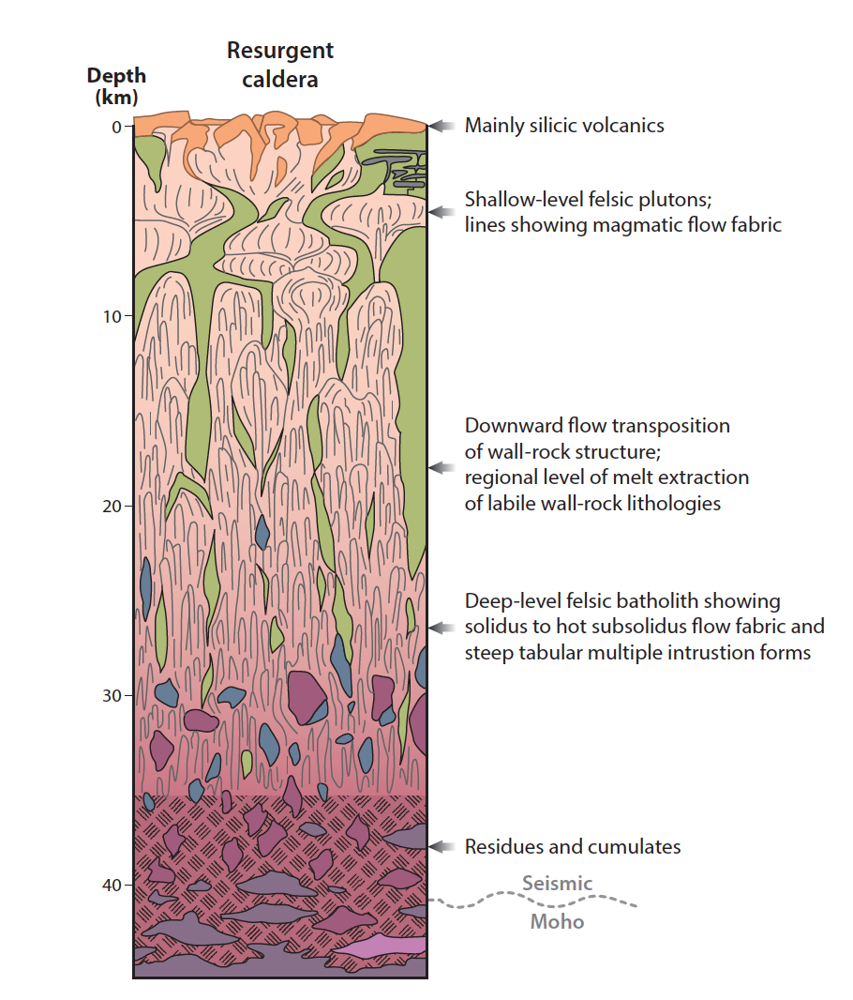 Resurgent
caldera
Depth
(km)
0
Mainly silicic volcanics
Shallow-level felsic plutons;
lines showing magmatic flow fabric
10
Downward flow transposition
of wall-rock structure;
regional level of melt extraction
of labile wall-rock lithologies
20
Deep-level felsic batholith showing
solidus to hot subsolidus flow fabric and
steep tabular multiple intrustion forms
30
Residues and cumulates
40
Seismic
Moho